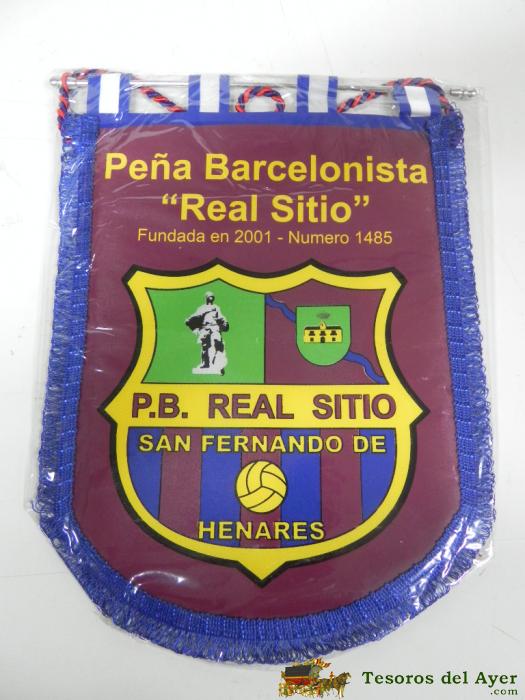 Peña Barcelonista
“Real Sitio”
Fundada en 2001 - Numero 1485
P.B. REAL SITIO
SAN FERNANDO DE
HENARES
Tesoros del Ayer
.com